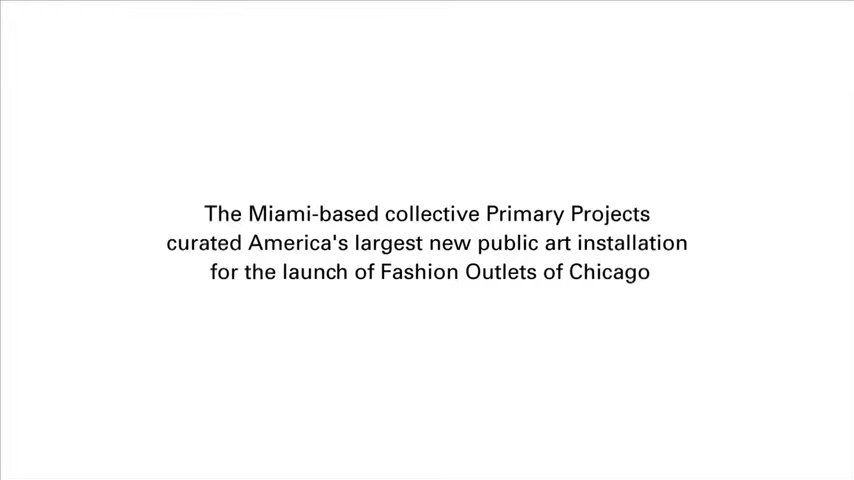 The Miami-based collective Primary Projects
curated America's largest new public art installation
for the launch of Fashion Outlets of Chicago